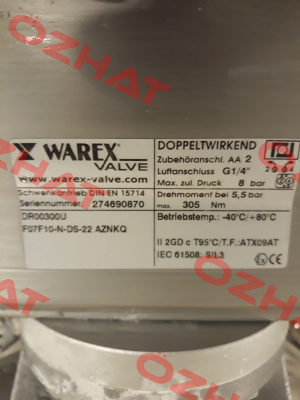 OZHAT
WAREX
VALVE
www.warex-valve.com
Schwenkantrieb DIN EN 15714
Seriennummer: 274690870
DR00300U
F07F10-N-DS-22 AZNKQ
DOPPELTWIRKEND
Zubehöranschl. AA 2
Luftanschluss G1/4"
Max. zul. Druck 8 bar
Drehmoment bei 5,5 bar
max. 305 Nm
Betriebstemp.: -40°C/+80°C
II 2GD c T95°C/T.F.:ATX09AT
IEC 61508: SIL3
OZHAT
OZHAT
OZHAT
OZHAT